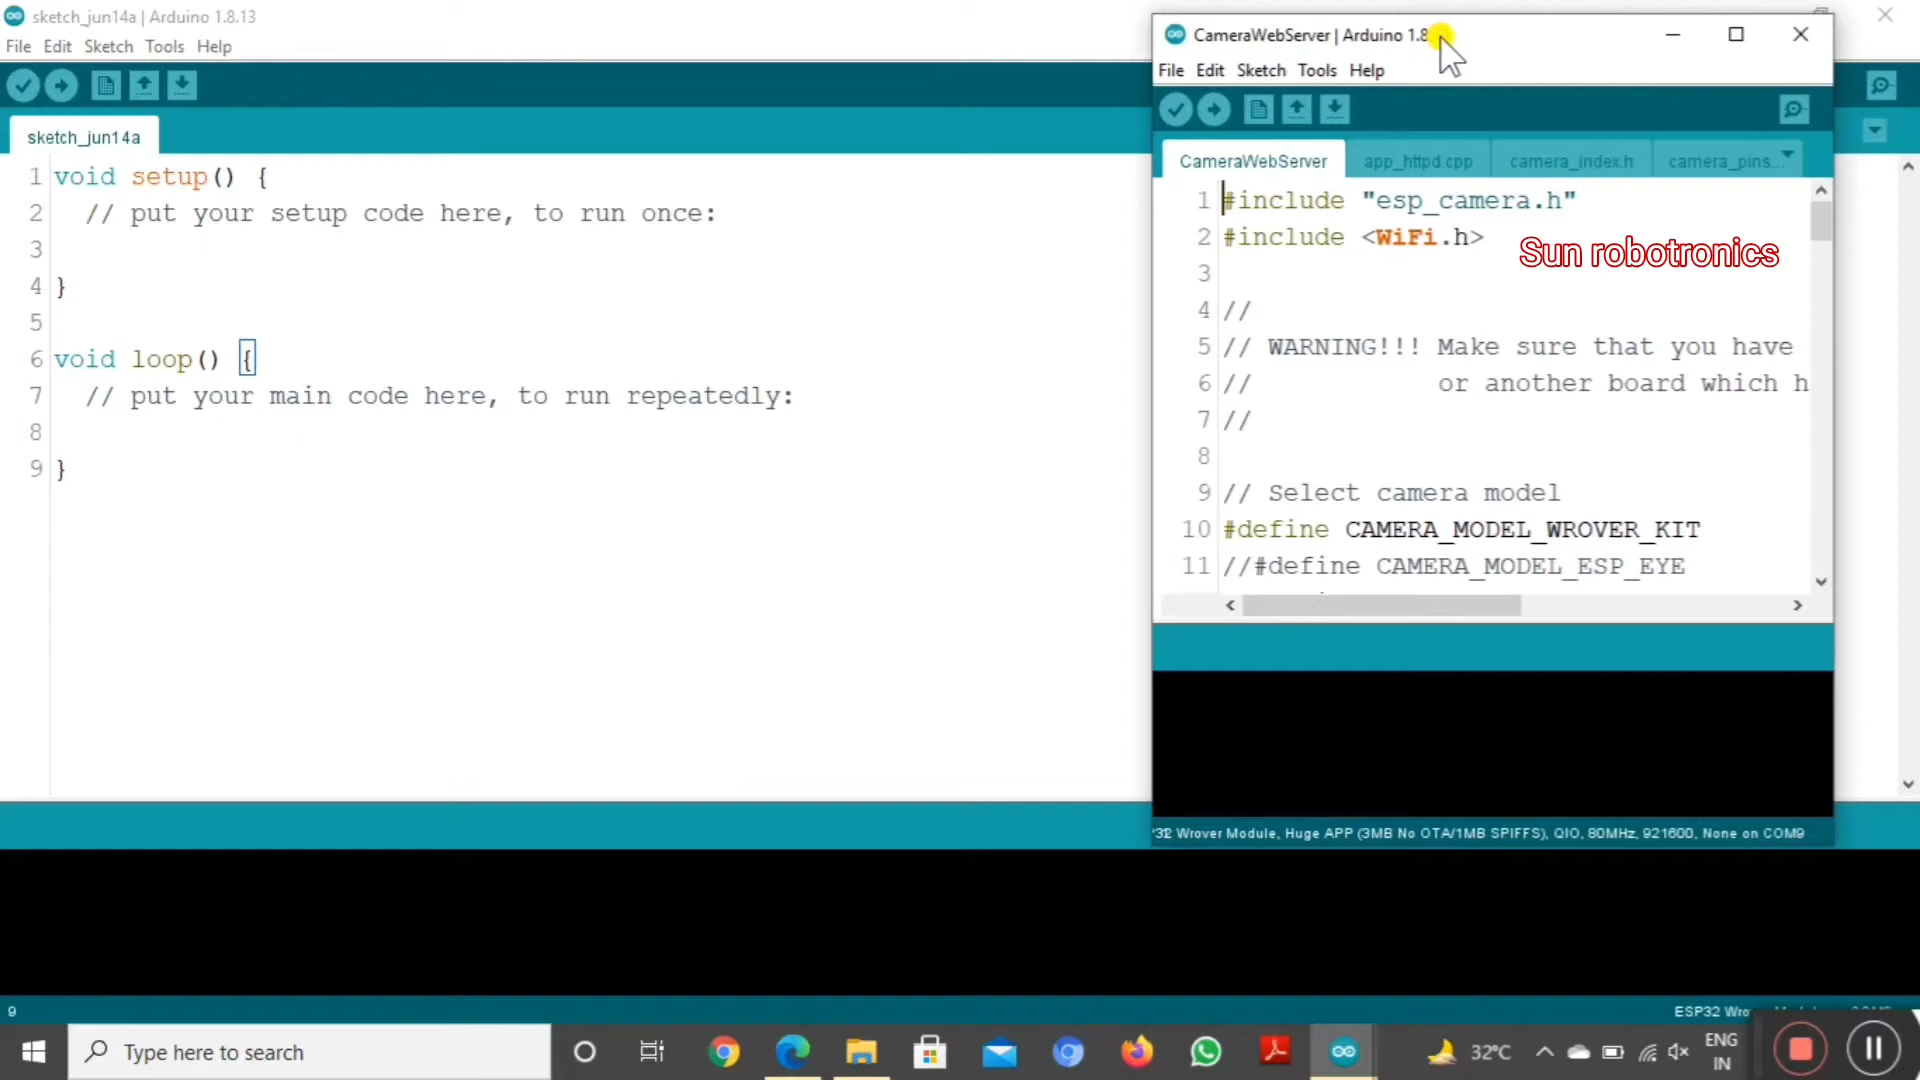 sketch_jun14a | Arduino 1.8.13
File Edit Sketch Tools Help
sketch_jun14a
1 void setup() {
2 // put your setup code here, to run once:
3
4 }
5
6 void loop() {
7 // put your main code here, to run repeatedly:
8
9 }
CameraWebServer | Arduino 1.8
File Edit Sketch Tools Help
CameraWebServer app_httpd.cpp camera_index.h camera_pins...
1 #include "esp_camera.h"
2 #include <WiFi.h>
Sun robotronics
3
4 //
5 // WARNING!!! Make sure that you have
6 // or another board which h
7 //
8
9 // Select camera model
10 #define CAMERA_MODEL_WROVER_KIT
11 //#define CAMERA_MODEL_ESP_EYE
32 Wrover Module, Huge APP (3MB No OTA/1MB SPIFFS), QIO, 80MHz, 921600, None on COM9
9
ESP32 Wro
Type here to search
32°C
ENG
IN